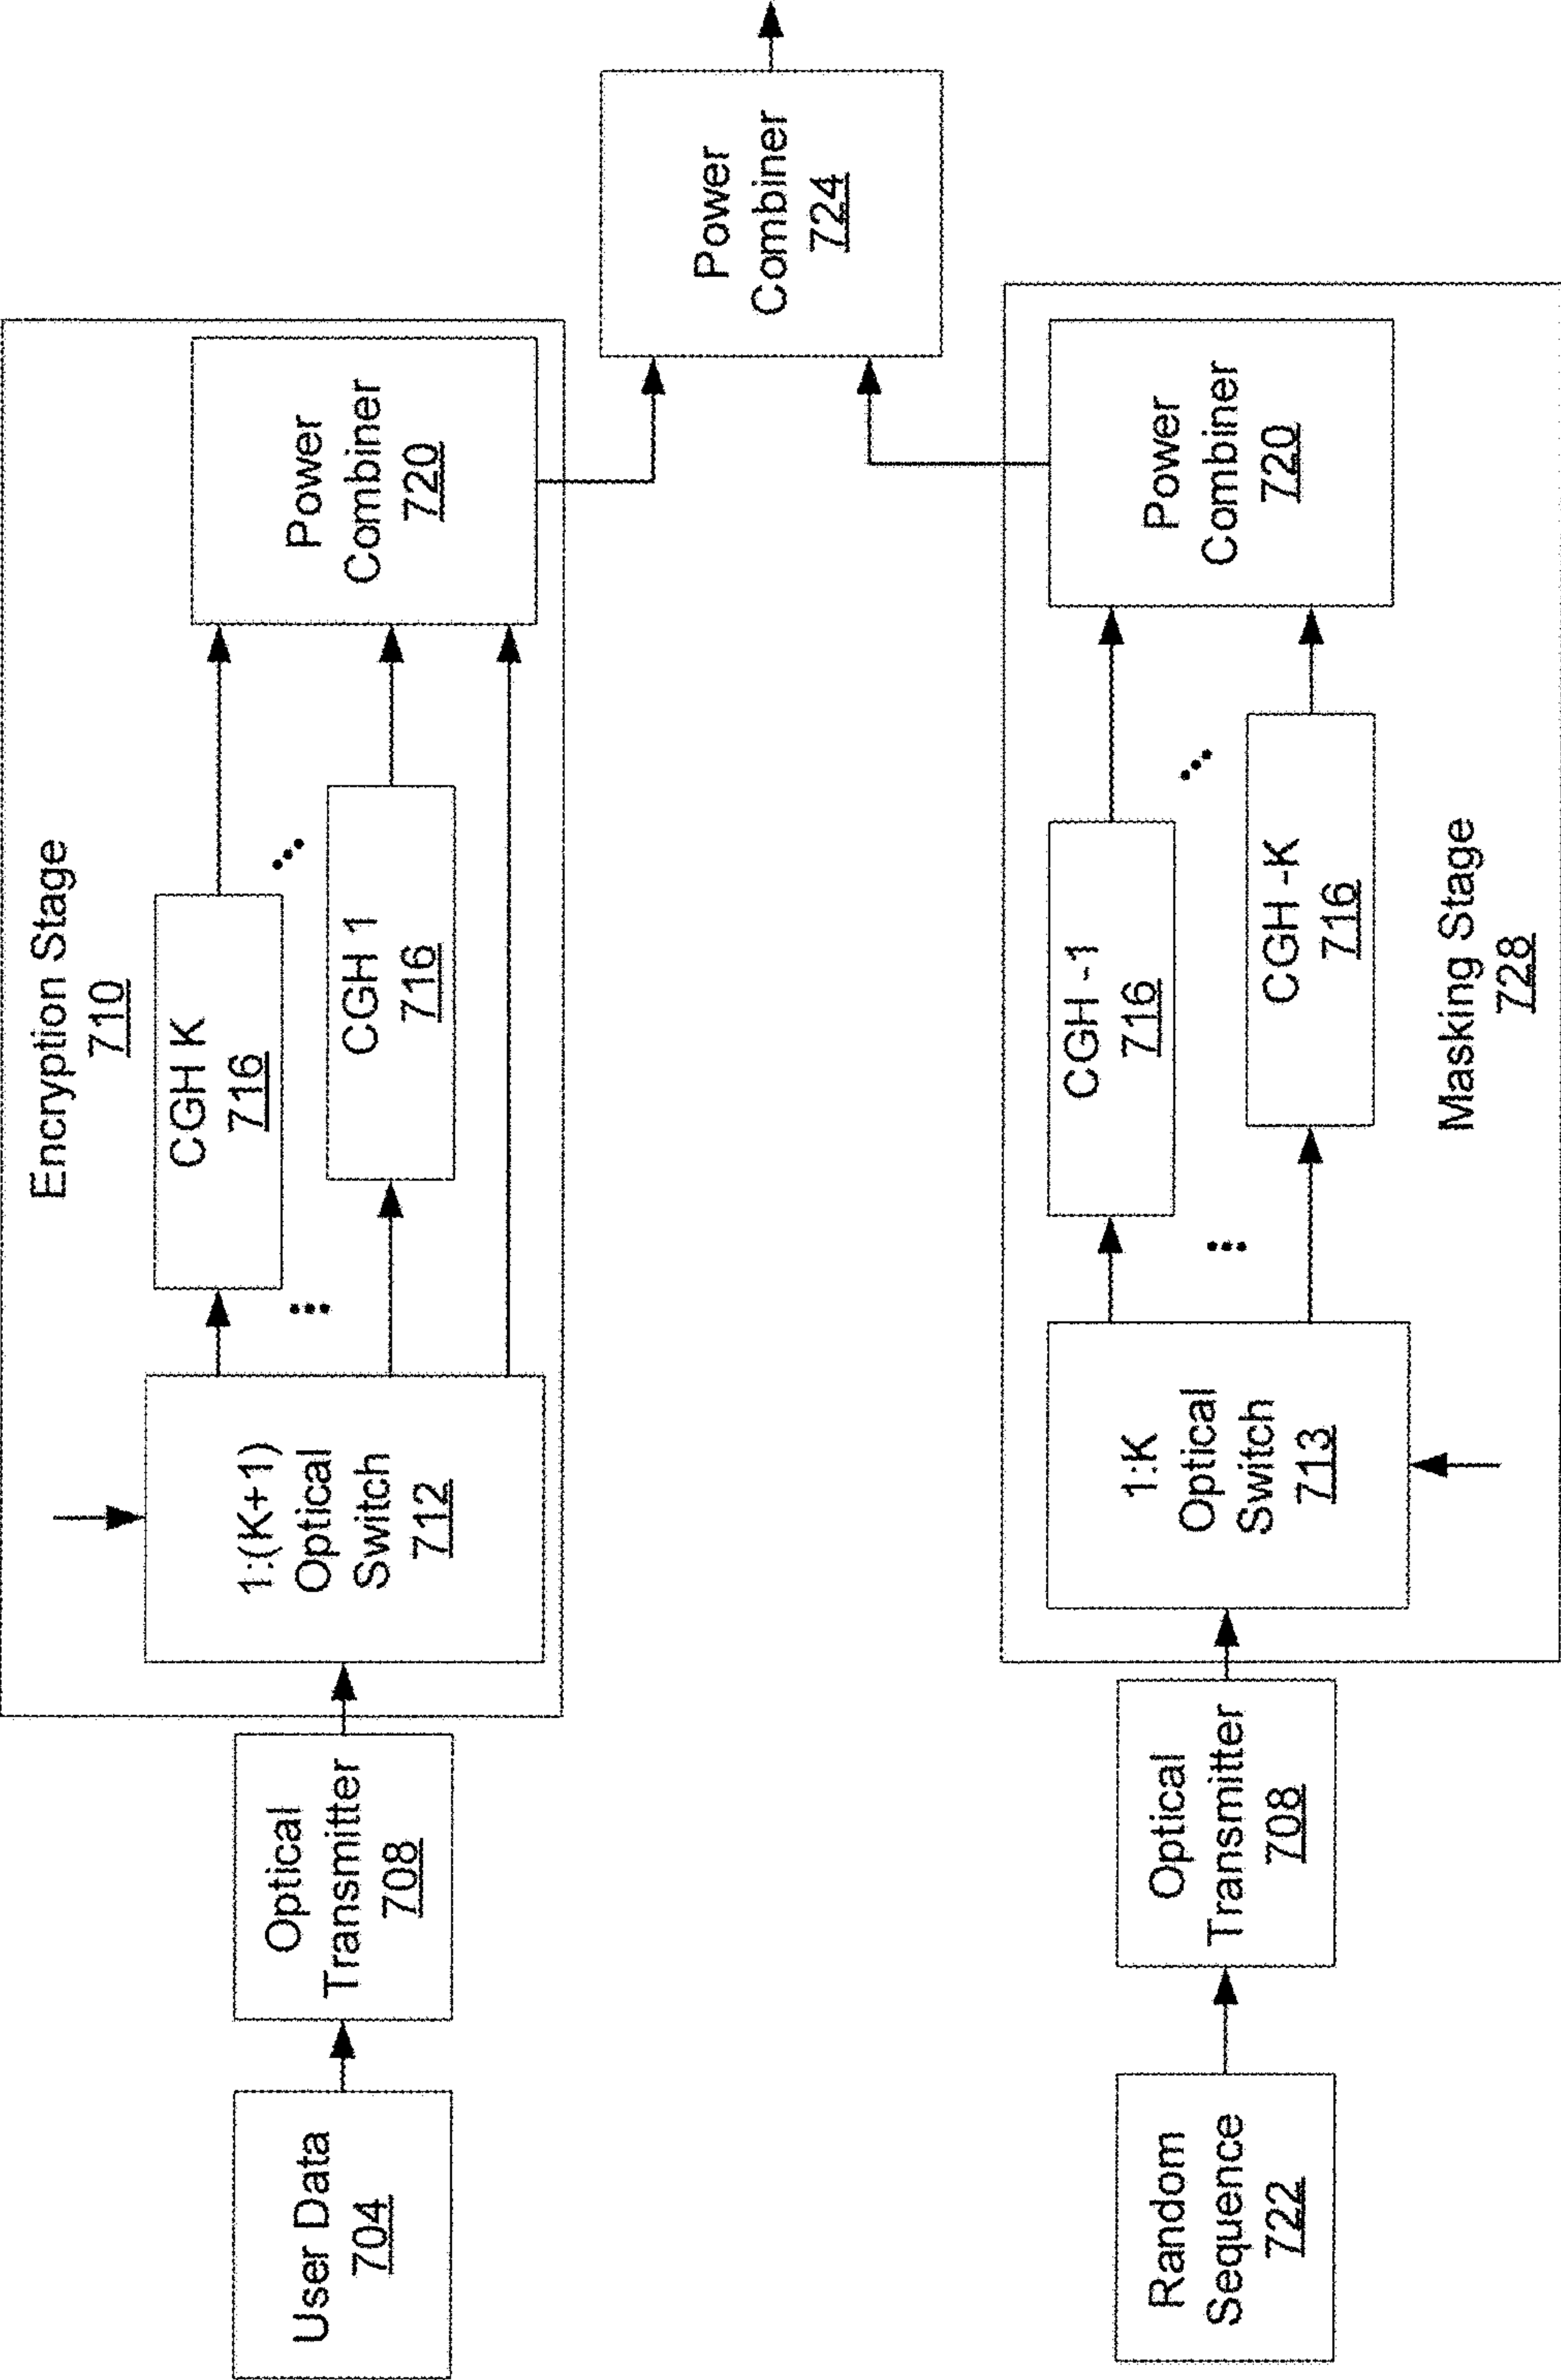 User Data
704
Optical
Transmitter
708
Encryption Stage
710
1:(K+1)
Optical
Switch
712
CGH K
716
CGH 1
716
Power
Combiner
720
Power
Combiner
724
Random
Sequence
722
Optical
Transmitter
708
1:K
Optical
Switch
713
CGH -1
716
CGH -K
716
Power
Combiner
720
Masking Stage
728